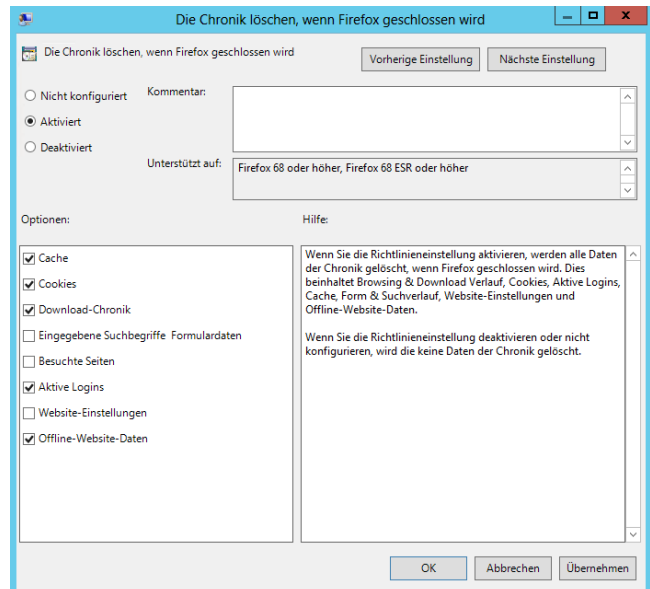 Die Chronik löschen, wenn Firefox geschlossen wird
Die Chronik löschen, wenn Firefox geschlossen wird
Vorherige Einstellung
Nächste Einstellung
Nicht konfiguriert
Kommentar:
Aktiviert
Deaktiviert
Unterstützt auf:
Firefox 68 oder höher, Firefox 68 ESR oder höher
Optionen:
Hilfe:
Cache
Cookies
Download-Chronik
Eingegebene Suchbegriffe Formulardaten
Besuchte Seiten
Aktive Logins
Website-Einstellungen
Offline-Website-Daten
Wenn Sie die Richtlinieneinstellung aktivieren, werden alle Daten
der Chronik gelöscht, wenn Firefox geschlossen wird. Dies
beinhaltet Browsing & Download Verlauf, Cookies, Aktive Logins,
Cache, Form & Suchverlauf, Website-Einstellungen und
Offline-Website-Daten.
Wenn Sie die Richtlinieneinstellung deaktivieren oder nicht
konfigurieren, wird die keine Daten der Chronik gelöscht.
OK
Abbrechen
Übernehmen